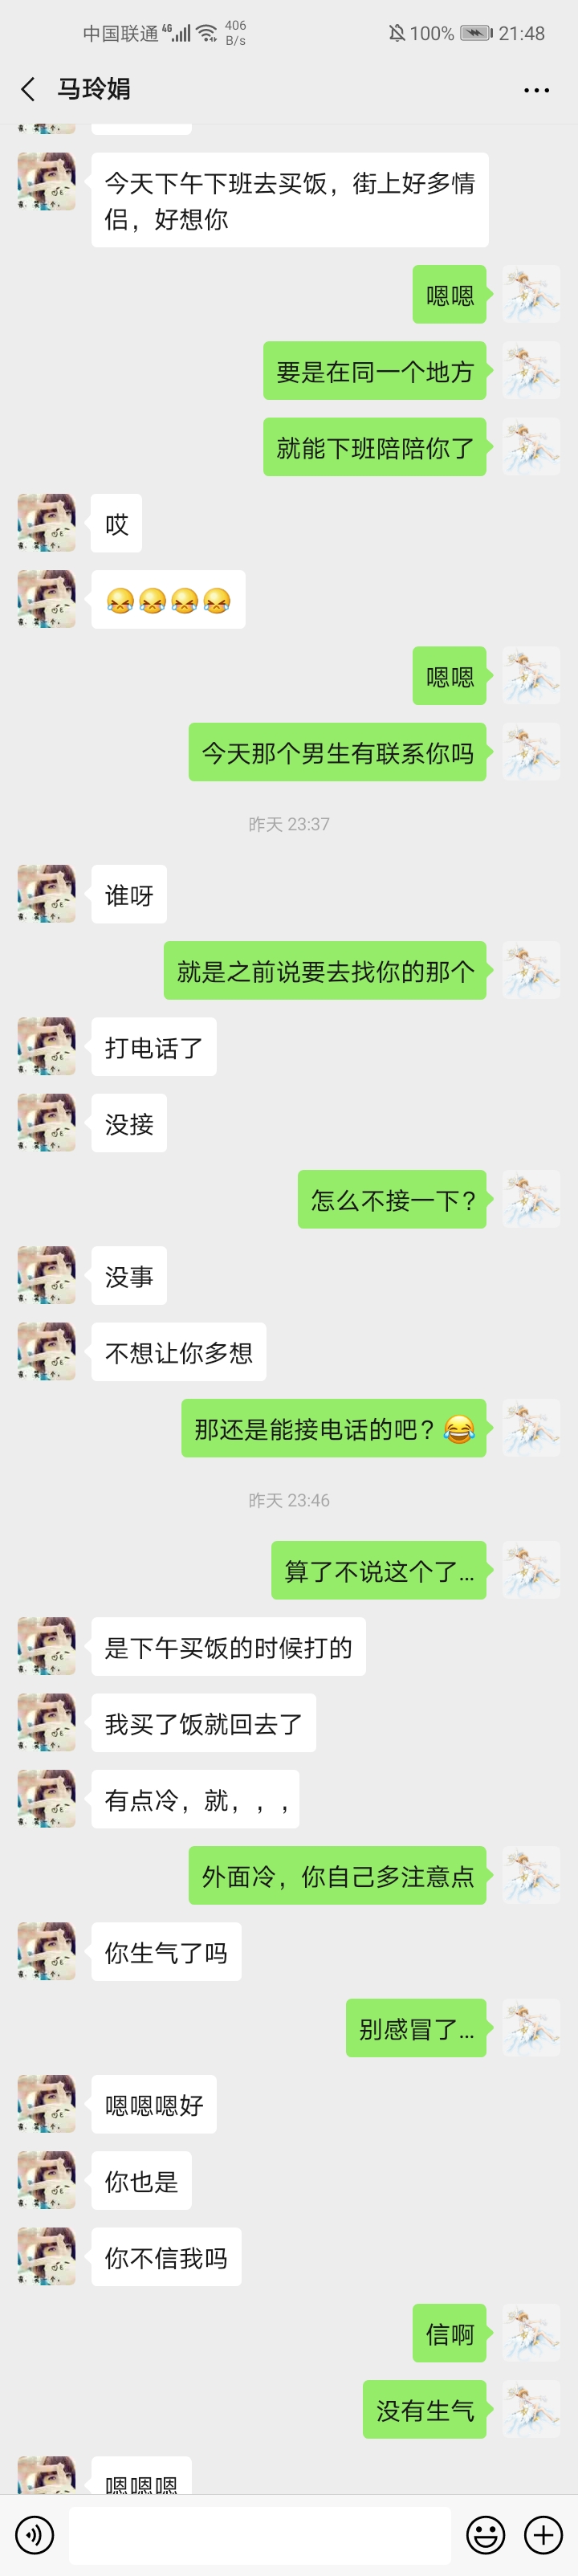 中国联通 4G 406 B/s 100% 21:48
马玲娟
今天下午下班去买饭，街上好多情
侣，好想你
嗯嗯
要是在同一个地方
就能下班陪陪你了
哎
嗯嗯
今天那个男生有联系你吗
昨天 23:37
谁呀
就是之前说要去找你的那个
打电话了
没接
怎么不接一下？
没事
不想让你多想
那还是能接电话的吧？😂
昨天 23:46
算了不说这个了...
是下午买饭的时候打的
我买了饭就回去了
有点冷，就，，，
外面冷，你自己多注意点
你生气了吗
别感冒了...
嗯嗯嗯好
你也是
你不信我吗
信啊
没有生气
嗯嗯嗯